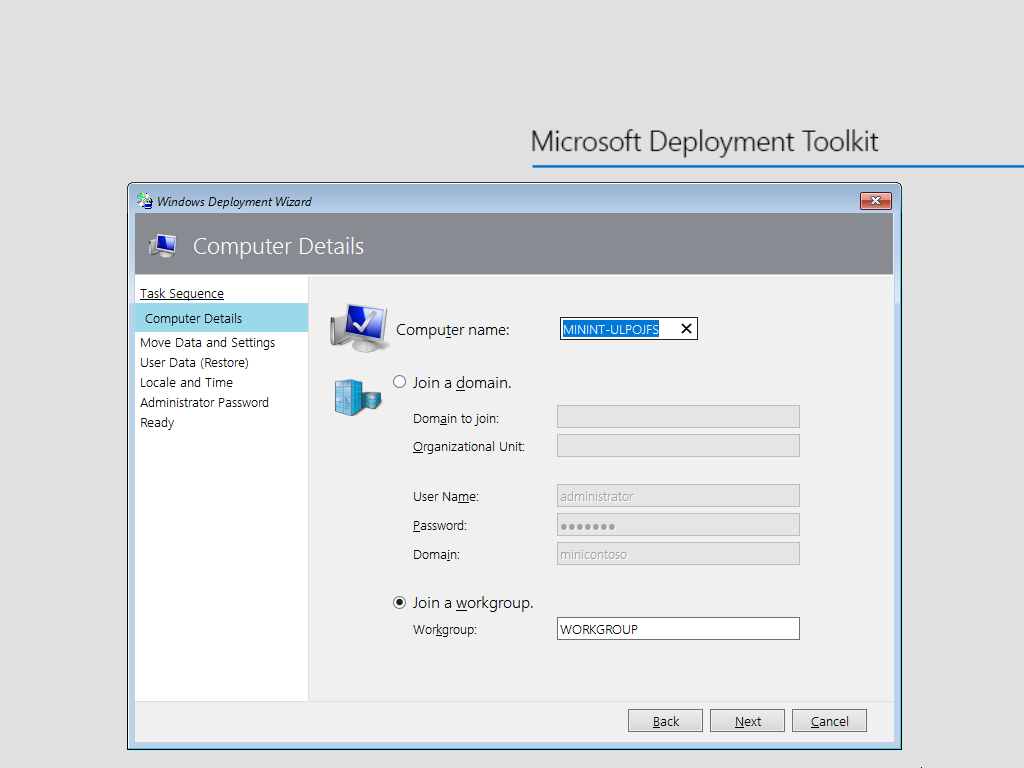 Microsoft Deployment Toolkit
Windows Deployment Wizard
Computer Details
Task Sequence
Computer Details
Move Data and Settings
User Data (Restore)
Locale and Time
Administrator Password
Ready
Computer name: MININT-ULPOJFS
Join a domain.
Domain to join:
Organizational Unit:
User Name: administrator
Password: ●●●●●●●
Domain: minicontoso
Join a workgroup.
Workgroup: WORKGROUP
Back Next Cancel